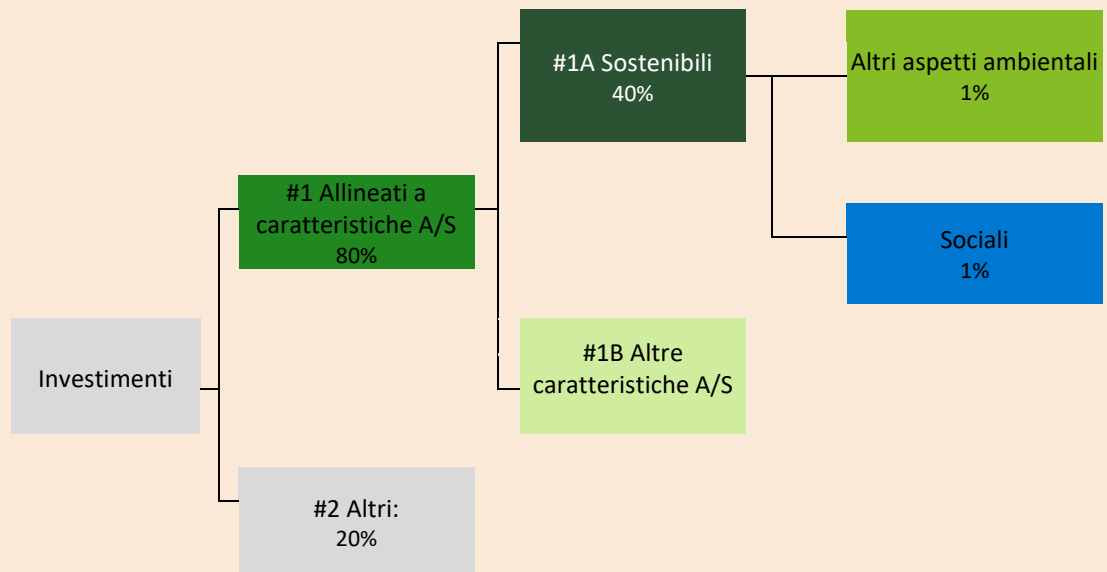 Investimenti
#1 Allineati a
caratteristiche A/S
80%
#2 Altri:
20%
#1A Sostenibili
40%
#1B Altre
caratteristiche A/S
Altri aspetti ambientali
1%
Sociali
1%